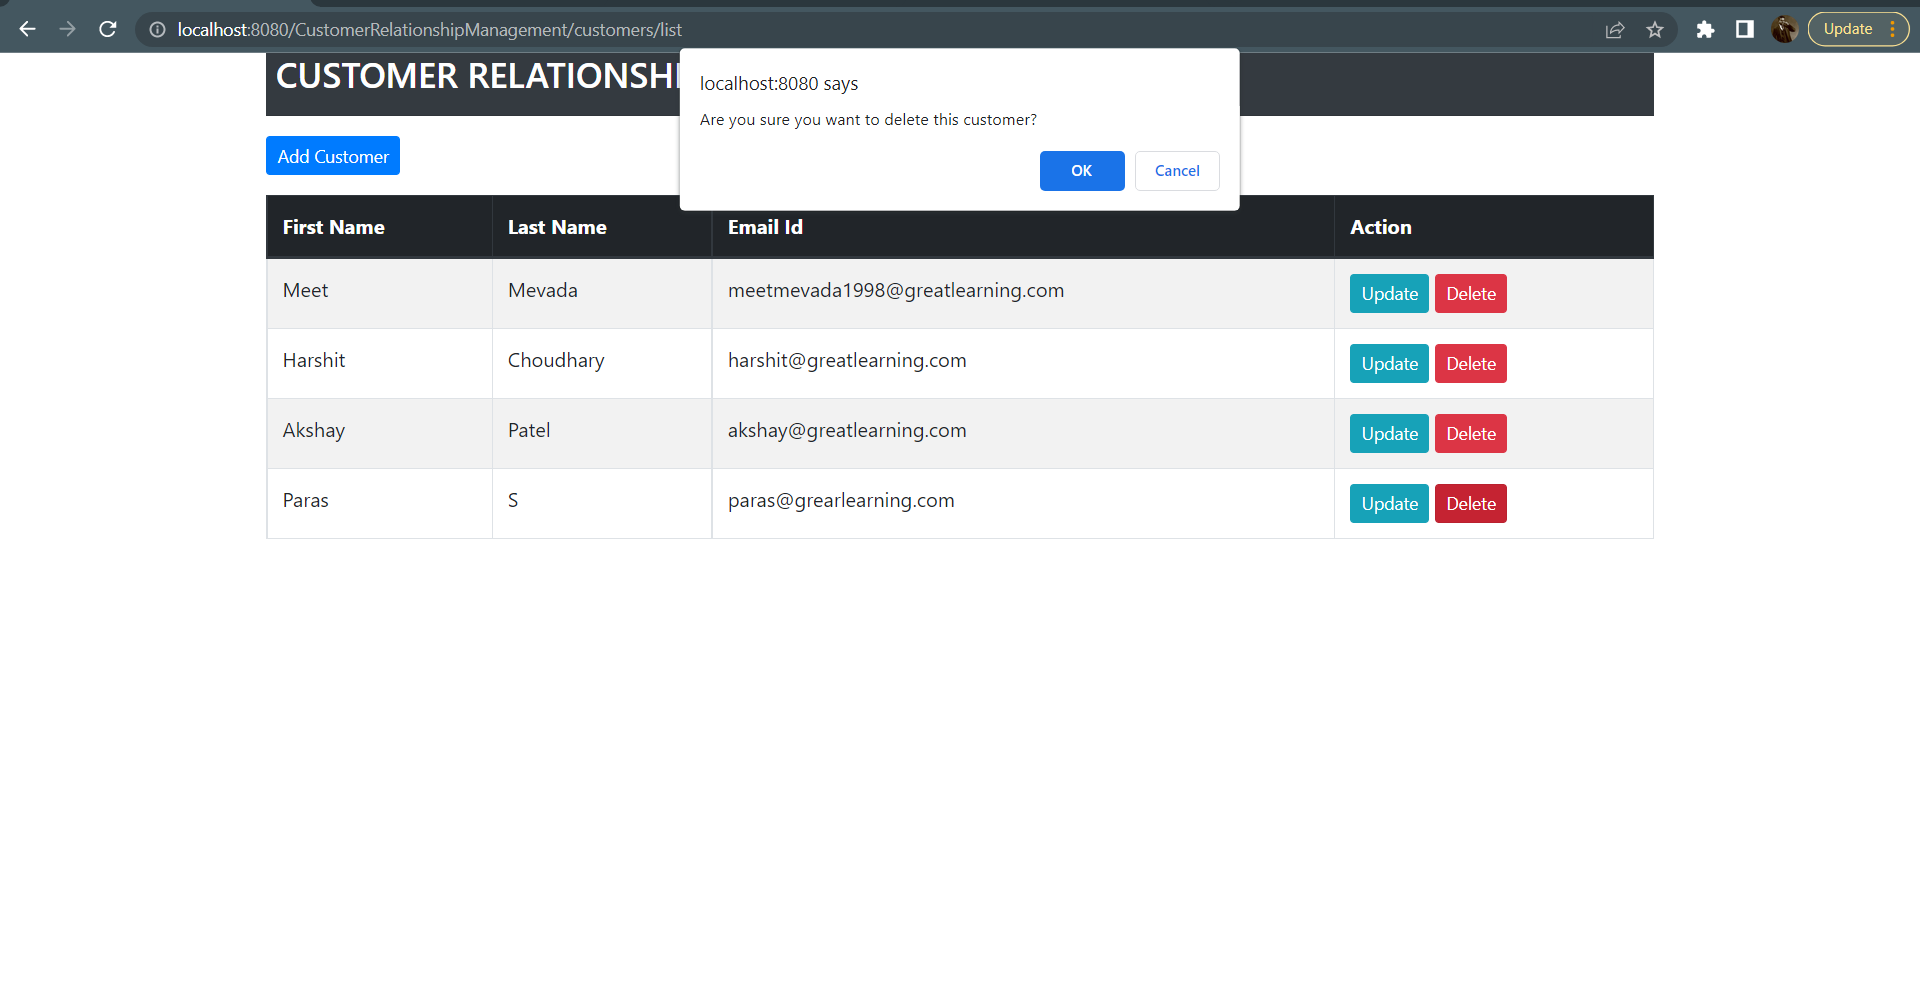 localhost:8080/CustomerRelationshipManagement/customers/list
Update
CUSTOMER RELATIONSHI
localhost:8080 says
Are you sure you want to delete this customer?
OK Cancel
Add Customer
First Name Last Name Email Id Action
Meet Mevada meetmevada1998@greatlearning.com Update Delete
Harshit Choudhary harshit@greatlearning.com Update Delete
Akshay Patel akshay@greatlearning.com Update Delete
Paras S paras@grearlearning.com Update Delete